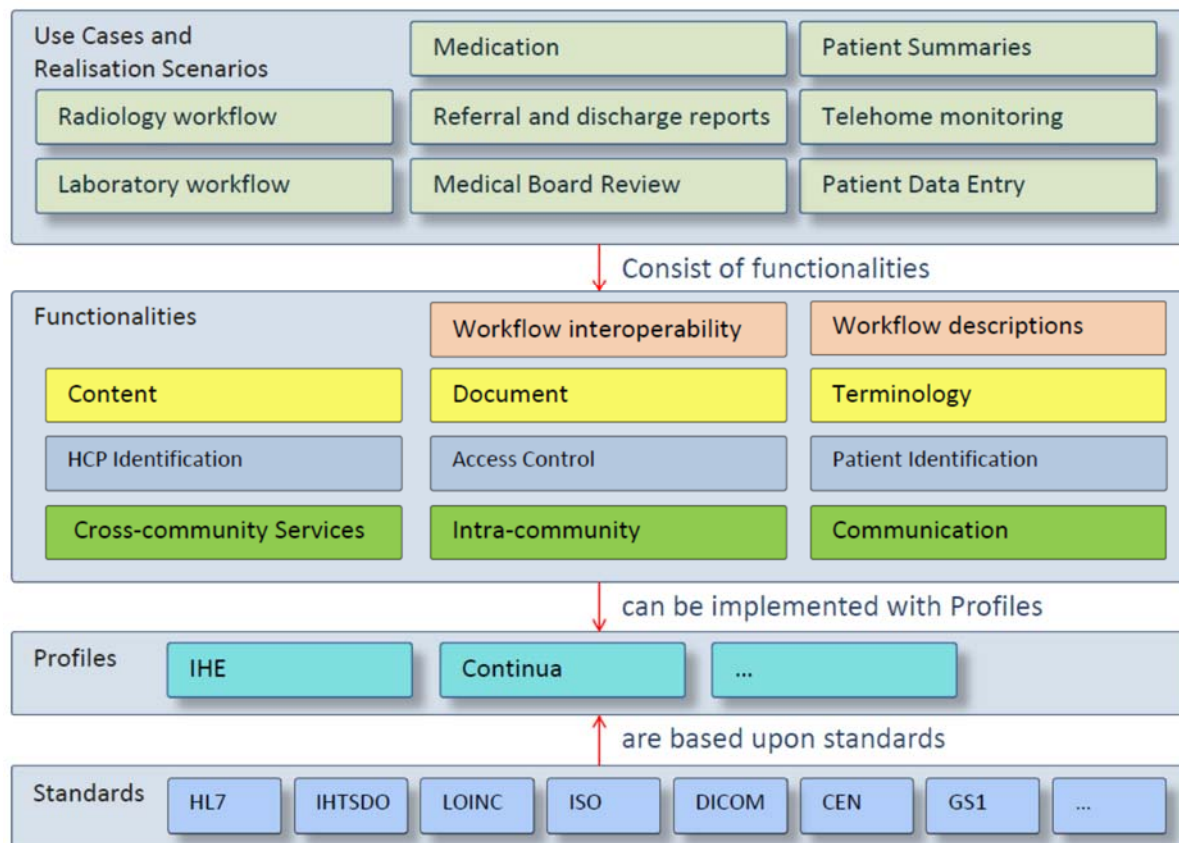 Use Cases and
Realisation Scenarios
Medication
Patient Summaries
Radiology workflow
Referral and discharge reports
Telehome monitoring
Laboratory workflow
Medical Board Review
Patient Data Entry
Consist of functionalities
Functionalities
Workflow interoperability
Workflow descriptions
Content
Document
Terminology
HCP Identification
Access Control
Patient Identification
Cross-community Services
Intra-community
Communication
can be implemented with Profiles
Profiles
IHE
Continua
...
are based upon standards
Standards
HL7
IHTSDO
LOINC
ISO
DICOM
CEN
GS1
...